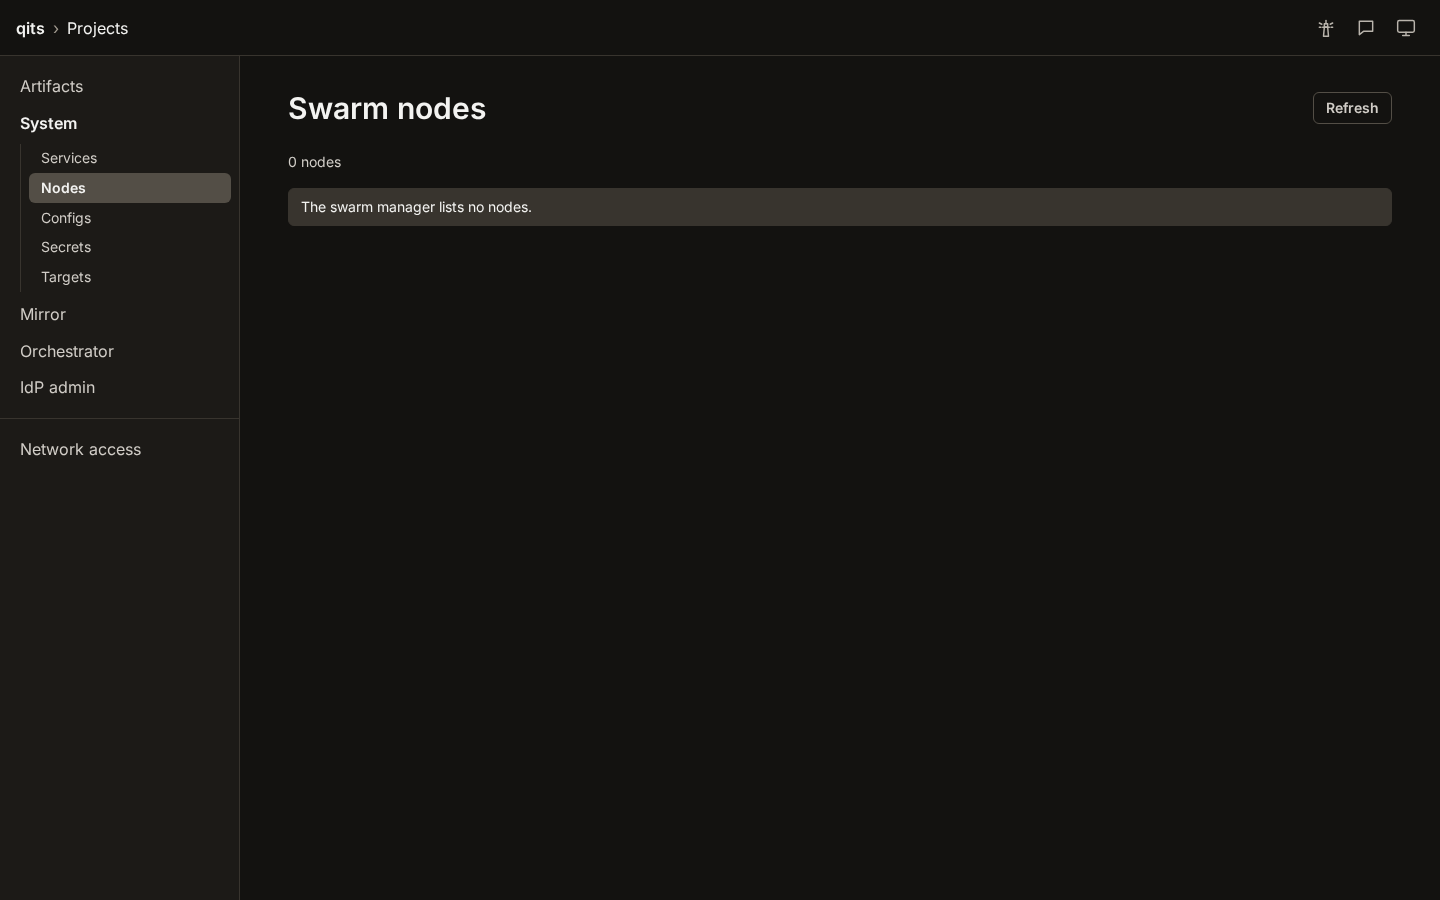 qits › Projects
Artifacts
System
Services
Nodes
Configs
Secrets
Targets
Mirror
Orchestrator
IdP admin
Network access
Swarm nodes
Refresh
0 nodes
The swarm manager lists no nodes.